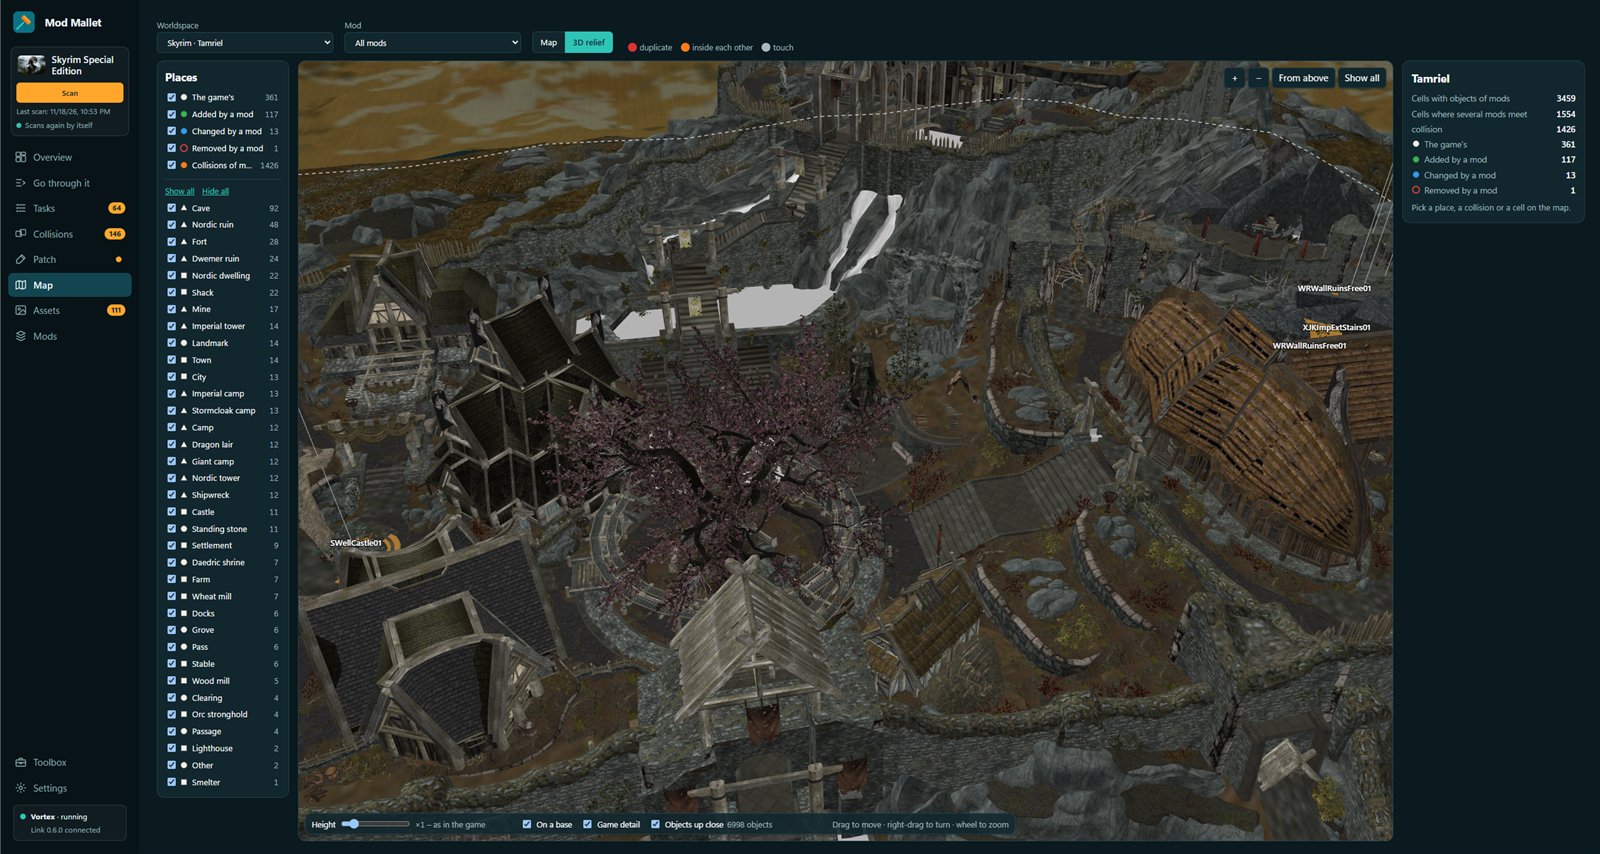 Mod Mallet
Skyrim Special
Edition
Scan
Last scan: 11/18/26, 10:53 PM
Scans again by itself
Overview
Go through it
Tasks 64
Collisions 146
Patch
Map
Assets 111
Mods
Toolbox
Settings
Vortex · running
Link 0.6.0 connected
Worldspace
Skyrim · Tamriel
Mod
All mods
Map 3D relief
duplicate inside each other touch
Places
The game's 361
Added by a mod 117
Changed by a mod 13
Removed by a mod 1
Collisions of m... 1426
Show all Hide all
Cave 92
Nordic ruin 48
Fort 28
Dwemer ruin 24
Nordic dwelling 22
Shack 22
Mine 17
Imperial tower 14
Landmark 14
Town 14
City 13
Imperial camp 13
Stormcloak camp 13
Camp 12
Dragon lair 12
Giant camp 12
Nordic tower 12
Shipwreck 12
Castle 11
Standing stone 11
Settlement 9
Daedric shrine 7
Farm 7
Wheat mill 7
Docks 6
Grove 6
Pass 6
Stable 6
Wood mill 5
Clearing 4
Orc stronghold 4
Passage 4
Lighthouse 2
Other 2
Smelter 1
+ − From above Show all
WRWallRuinsFree01
XJKImpExtStairs01
WRWallRuinsFree01
SWellCastle01
Height ×1 – as in the game On a base Game detail Objects up close 6998 objects Drag to move · right-drag to turn · wheel to zoom
Tamriel
Cells with objects of mods 3459
Cells where several mods meet 1554
collision 1426
The game's 361
Added by a mod 117
Changed by a mod 13
Removed by a mod 1
Pick a place, a collision or a cell on the map.